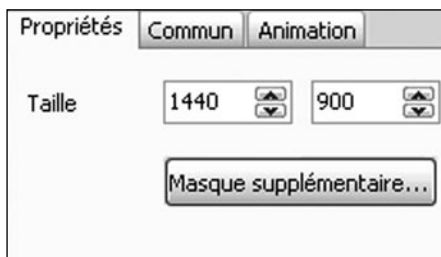 Propriétés Commun Animation
Taille 1440 900
Masque supplémentaire...